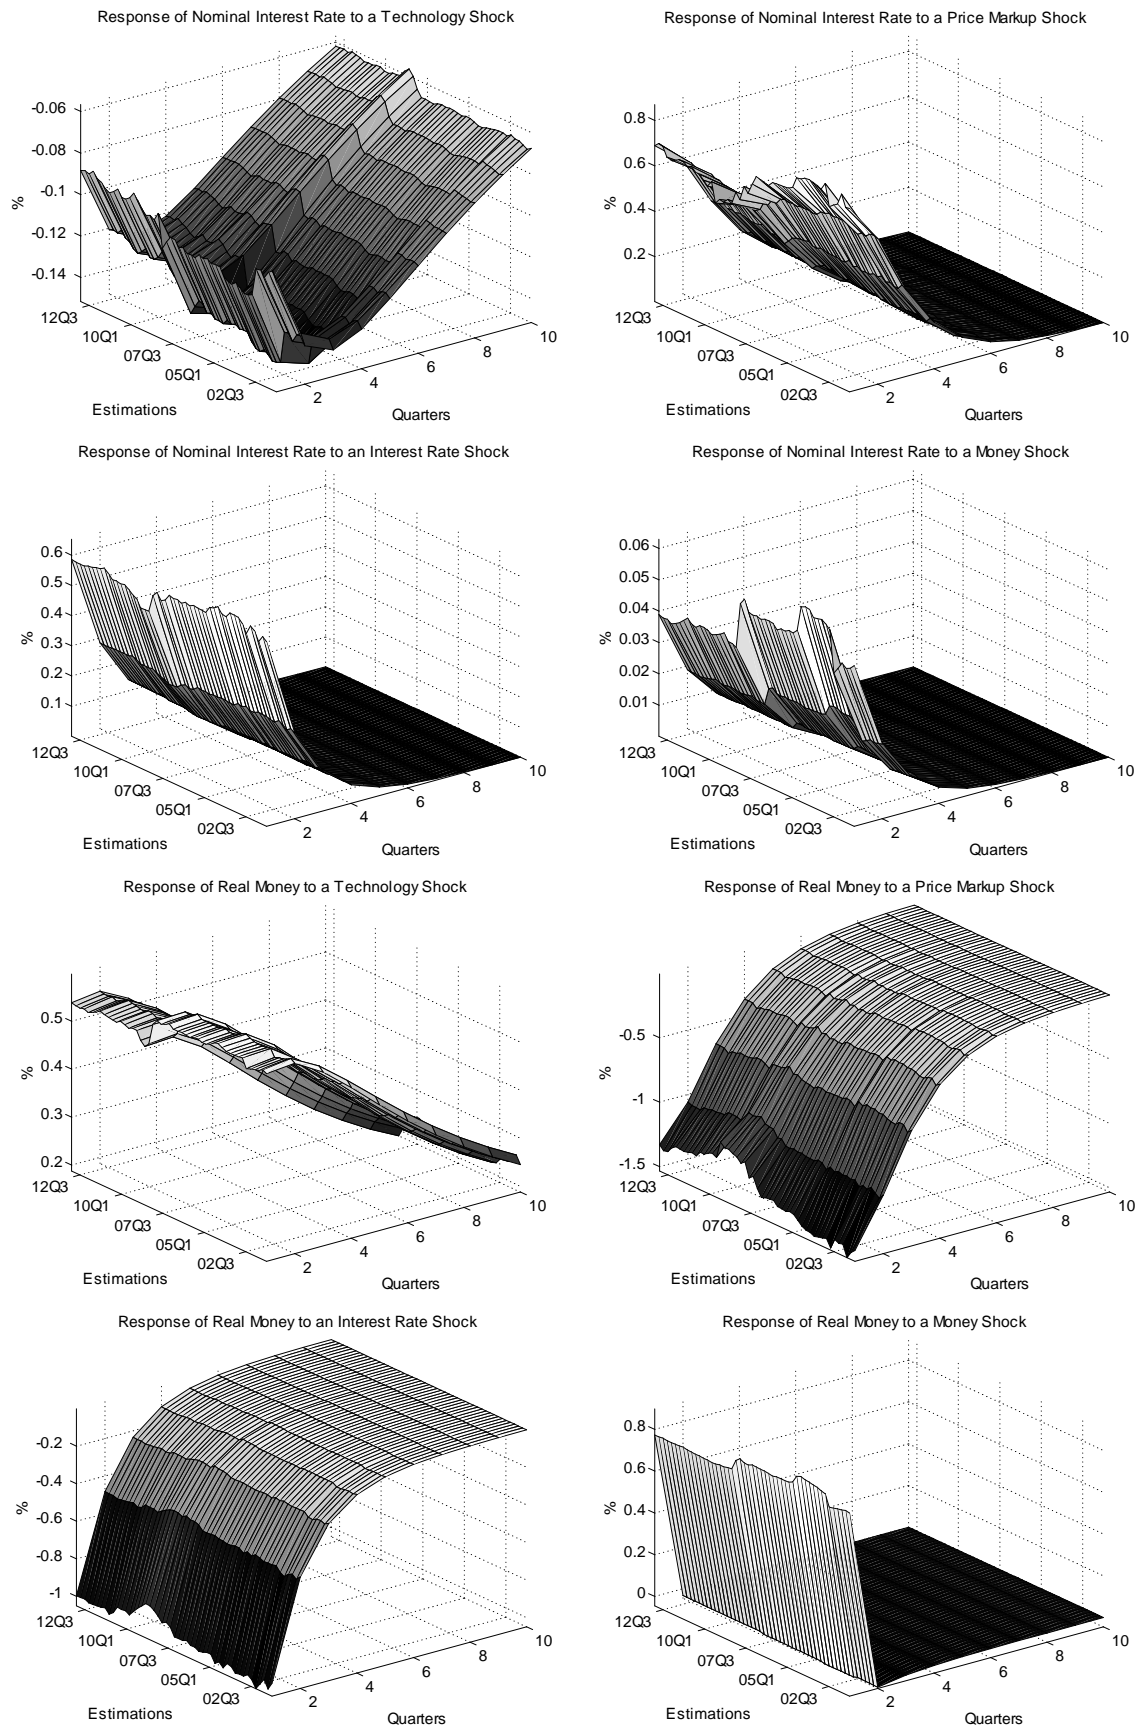 Response of Nominal Interest Rate to a Technology Shock
-0.06
-0.08
-0.1
-0.12
-0.14
%
12Q3
10Q1
07Q3
05Q1
02Q3
Estimations
2
4
6
8
10
Quarters
Response of Nominal Interest Rate to a Price Markup Shock
0.8
0.6
0.4
0.2
%
12Q3
10Q1
07Q3
05Q1
02Q3
Estimations
2
4
6
8
10
Quarters
Response of Nominal Interest Rate to an Interest Rate Shock
0.6
0.5
0.4
0.3
0.2
0.1
%
12Q3
10Q1
07Q3
05Q1
02Q3
Estimations
2
4
6
8
10
Quarters
Response of Nominal Interest Rate to a Money Shock
0.06
0.05
0.04
0.03
0.02
0.01
%
12Q3
10Q1
07Q3
05Q1
02Q3
Estimations
2
4
6
8
10
Quarters
Response of Real Money to a Technology Shock
0.5
0.4
0.3
0.2
%
12Q3
10Q1
07Q3
05Q1
02Q3
Estimations
2
4
6
8
10
Quarters
Response of Real Money to a Price Markup Shock
-0.5
-1
-1.5
%
12Q3
10Q1
07Q3
05Q1
02Q3
Estimations
2
4
6
8
10
Quarters
Response of Real Money to an Interest Rate Shock
-0.2
-0.4
-0.6
-0.8
-1
%
12Q3
10Q1
07Q3
05Q1
02Q3
Estimations
2
4
6
8
10
Quarters
Response of Real Money to a Money Shock
0.8
0.6
0.4
0.2
0
%
12Q3
10Q1
07Q3
05Q1
02Q3
Estimations
2
4
6
8
10
Quarters